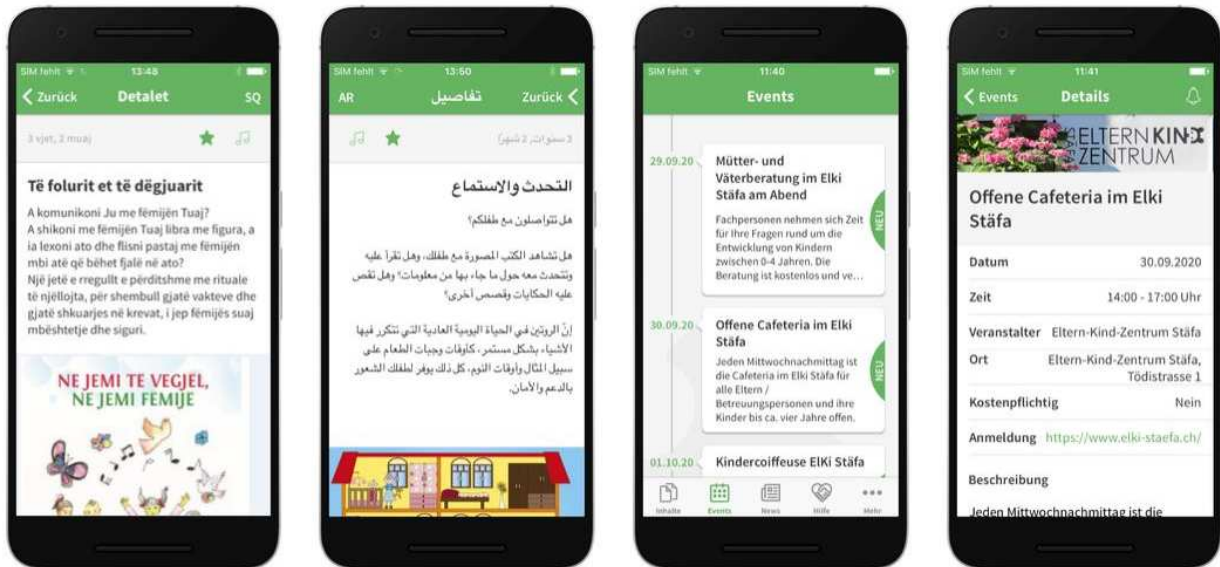 SIM fehlt
13:48
Zurück
Detalet
SQ
3 vjet, 2 muaj
Të folurit et të dëgjuarit
A komunikoni Ju me fëmijën Tuaj?
A shikoni me fëmijën Tuaj libra me figura, a
ia lexoni ato dhe flisni pastaj me fëmijën
mbi atë që bëhet fjalë në ato?
Një jetë e rregullt e përditshme me rituale
të njëllojta, për shembull gjatë vakteve dhe
gjatë shkuarjes në krevat, i jep fëmijës suaj
mbështetje dhe siguri.
NE JEMI TE VEGJEL,
NE JEMI FEMIJE
SIM fehlt
13:50
AR
تفاصيل
Zurück
3 سنوات, 2 شهرًا
التحدث والاستماع
هل تتواصلون مع طفلكم؟
هل تشاهد الكتب المصورة مع طفلك، وهل تقرأ عليه
وتتحدث معه حول ما جاء بها من معلومات؟ وهل تقص
عليه الحكايات وقصص أخرى؟
إنّ الروتين في الحياة اليومية العادية التي تتكرر فيها
الأشياء بشكل مستمر، كأوقات وجبات الطعام على
سبيل المثال وأوقات النوم، كل ذلك يوفر لطفلك الشعور
بالدعم والأمان.
SIM fehlt
11:40
Events
29.09.20
Mütter- und
Väterberatung im Elki
Stäfa am Abend
Fachpersonen nehmen sich Zeit
für Ihre Fragen rund um die
Entwicklung von Kindern
zwischen 0-4 Jahren. Die
Beratung ist kostenlos und ve...
NEU
30.09.20
Offene Cafeteria im Elki
Stäfa
Jeden Mittwochnachmittag ist
die Cafeteria im Elki Stäfa für
alle Eltern /
Betreuungspersonen und ihre
Kinder bis ca. vier Jahre offen.
NEU
01.10.20
Kindercoiffeuse ElKi Stäfa
Inhalte
Events
News
Hilfe
Mehr
SIM fehlt
11:41
Events
Details
ELTERN KIND
ZENTRUM
STÄFA
Offene Cafeteria im Elki
Stäfa
Datum 30.09.2020
Zeit 14:00 - 17:00 Uhr
Veranstalter Eltern-Kind-Zentrum Stäfa
Ort Eltern-Kind-Zentrum Stäfa,
Tödistrasse 1
Kostenpflichtig Nein
Anmeldung https://www.elki-staefa.ch/
Beschreibung
Jeden Mittwochnachmittag ist die